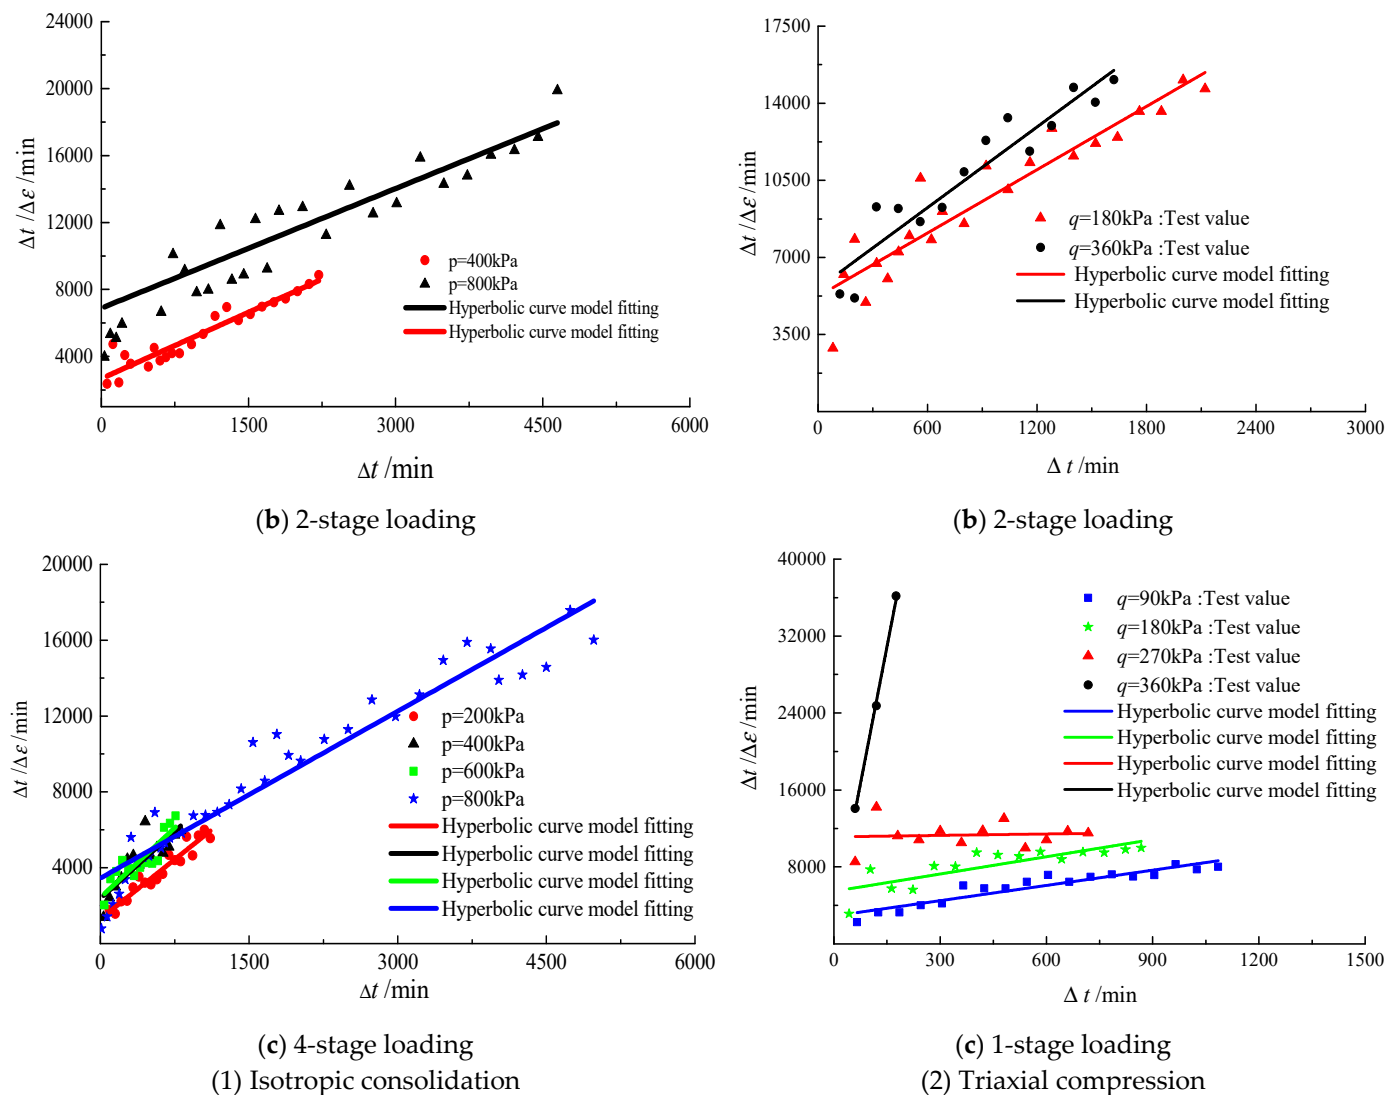 24000
20000
16000
12000
8000
4000
0
1500
3000
4500
6000
Δt /Δε/min
Δt /min
p=400kPa
p=800kPa
Hyperbolic curve model fitting
Hyperbolic curve model fitting
(b) 2-stage loading
17500
14000
10500
7000
3500
0
600
1200
1800
2400
3000
Δt /Δε/min
Δ t /min
q=180kPa :Test value
q=360kPa :Test value
Hyperbolic curve model fitting
Hyperbolic curve model fitting
(b) 2-stage loading
20000
16000
12000
8000
4000
0
1500
3000
4500
6000
Δt /Δε/min
Δt /min
p=200kPa
p=400kPa
p=600kPa
p=800kPa
Hyperbolic curve model fitting
Hyperbolic curve model fitting
Hyperbolic curve model fitting
Hyperbolic curve model fitting
(c) 4-stage loading
(1) Isotropic consolidation
40000
32000
24000
16000
8000
0
300
600
900
1200
1500
Δt /Δε/min
Δ t /min
q=90kPa :Test value
q=180kPa :Test value
q=270kPa :Test value
q=360kPa :Test value
Hyperbolic curve model fitting
Hyperbolic curve model fitting
Hyperbolic curve model fitting
Hyperbolic curve model fitting
(c) 1-stage loading
(2) Triaxial compression